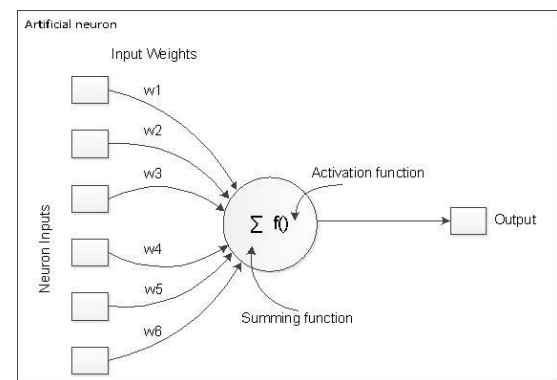 Artificial neuron
Input Weights
w1
w2
w3
w4
w5
w6
Neuron Inputs
Activation function
Σ f()
Summing function
Output